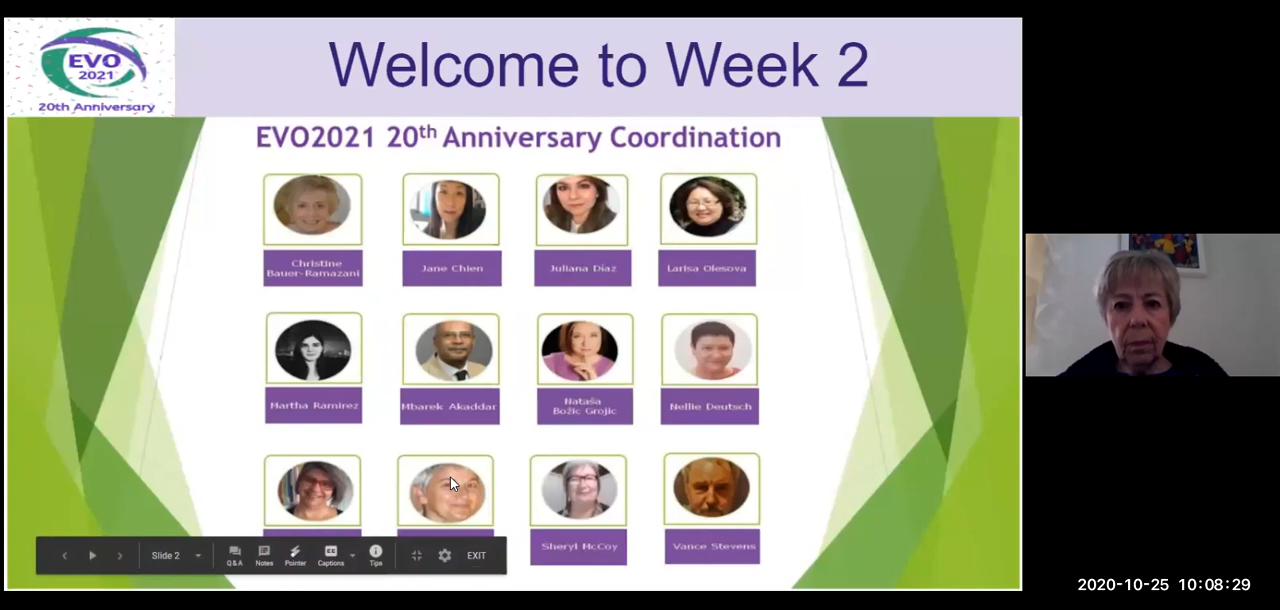 EVO
2021
20th Anniversary
Welcome to Week 2
EVO2021 20th Anniversary Coordination
Christine
Bauer-Ramazani
Jane Chien
Juliana Díaz
Larisa Olesova
Martha Ramirez
Mbarek Akaddar
Nataša
Božic Grojic
Nellie Deutsch
Sheryl McCoy
Vance Stevens
Slide 2
Q&A
Notes
Pointer
Captions
Tips
EXIT
2020-10-25 10:08:29